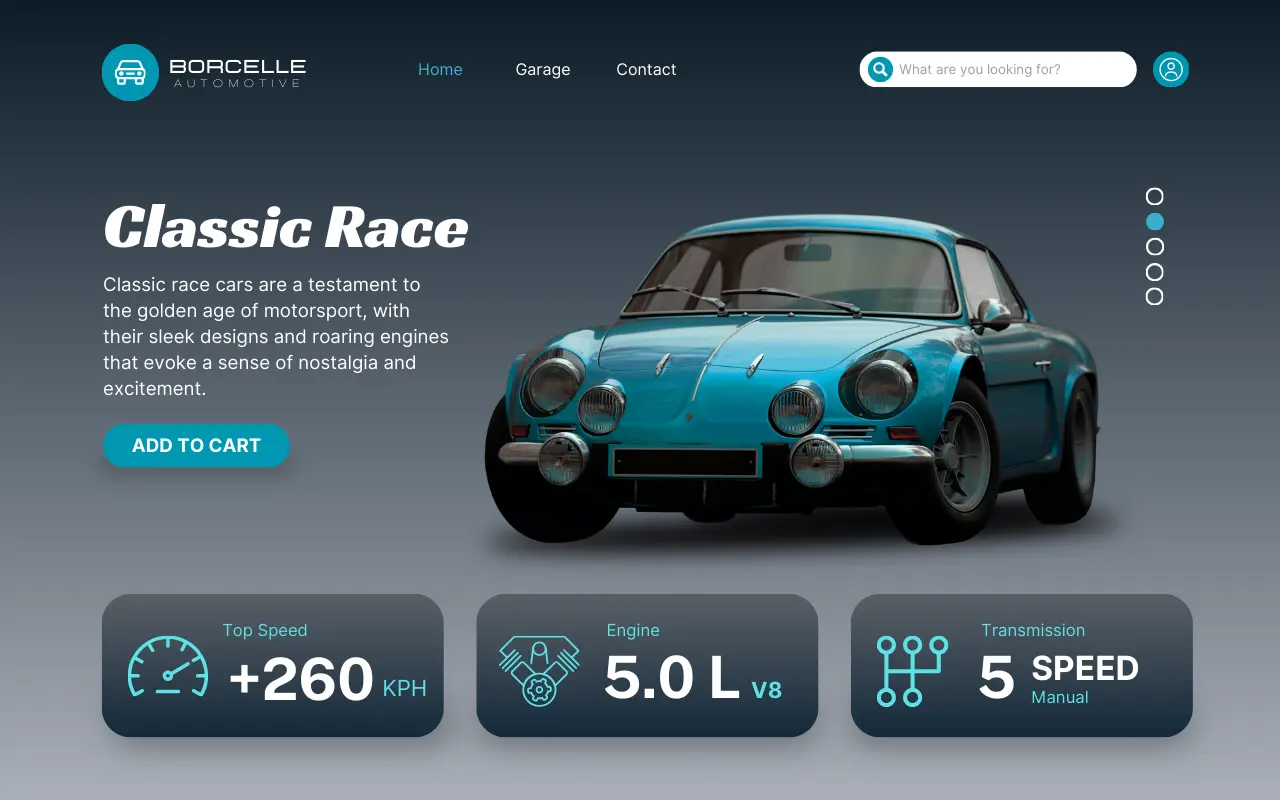 BORCELLE
AUTOMOTIVE
Home
Garage
Contact
What are you looking for?
Classic Race
Classic race cars are a testament to
the golden age of motorsport, with
their sleek designs and roaring engines
that evoke a sense of nostalgia and
excitement.
ADD TO CART
Top Speed
+260 KPH
Engine
5.0 L V8
Transmission
5 SPEED
Manual